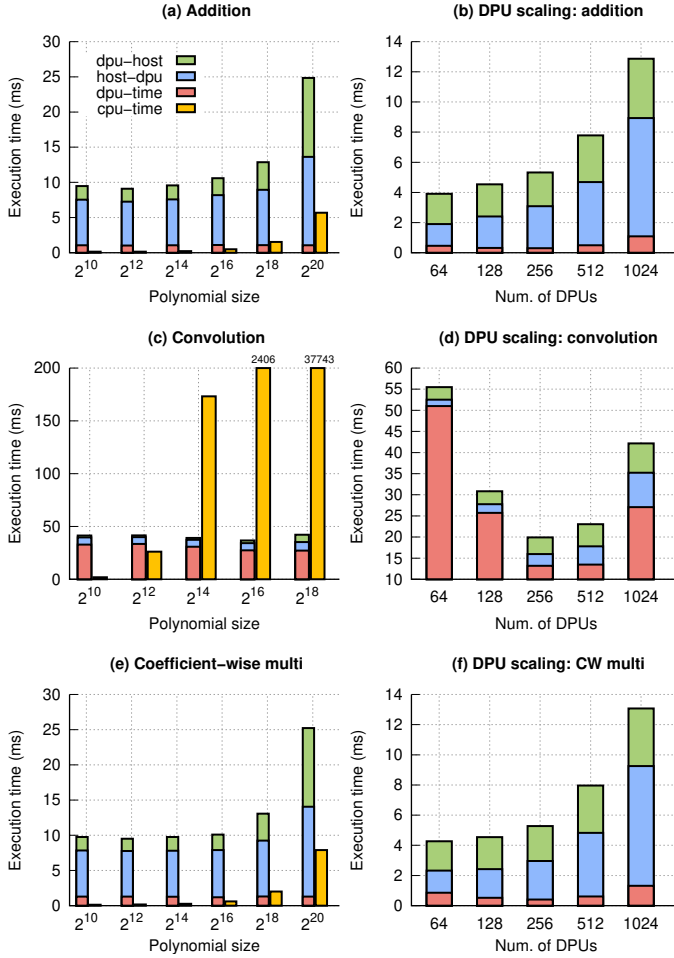 (a) Addition
30
25
20
15
10
5
0
Execution time (ms)
dpu-host
host-dpu
dpu-time
cpu-time
2^10 2^12 2^14 2^16 2^18 2^20
Polynomial size
(b) DPU scaling: addition
14
12
10
8
6
4
2
0
Execution time (ms)
64 128 256 512 1024
Num. of DPUs
(c) Convolution
2406 37743
200
150
100
50
0
Execution time (ms)
2^10 2^12 2^14 2^16 2^18
Polynomial size
(d) DPU scaling: convolution
60
55
50
45
40
35
30
25
20
15
10
Execution time (ms)
64 128 256 512 1024
Num. of DPUs
(e) Coefficient−wise multi
30
25
20
15
10
5
0
Execution time (ms)
2^10 2^12 2^14 2^16 2^18 2^20
Polynomial size
(f) DPU scaling: CW multi
14
12
10
8
6
4
2
0
Execution time (ms)
64 128 256 512 1024
Num. of DPUs